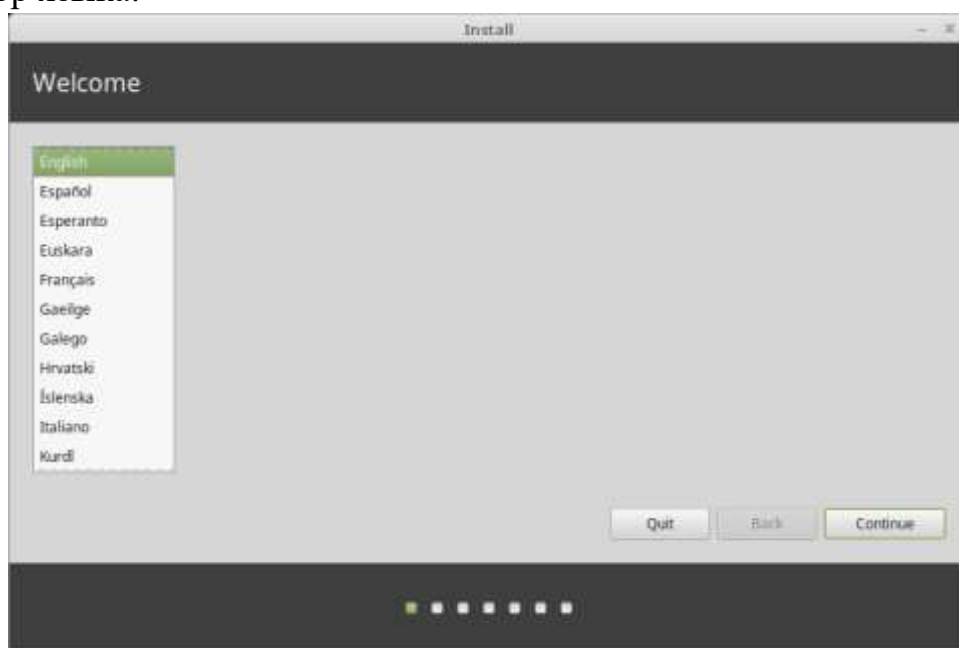 Install
Welcome
English
Español
Esperanto
Euskara
Français
Gaeilge
Galego
Hrvatski
Íslenska
Italiano
Kurdî
Quit
Back
Continue